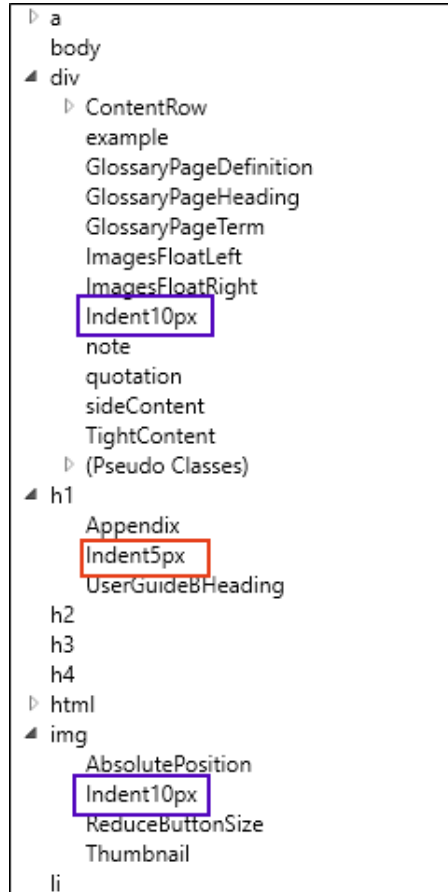 a
body
div
ContentRow
example
GlossaryPageDefinition
GlossaryPageHeading
GlossaryPageTerm
ImagesFloatLeft
ImagesFloatRight
Indent10px
note
quotation
sideContent
TightContent
(Pseudo Classes)
h1
Appendix
Indent5px
UserGuideBHeading
h2
h3
h4
html
img
AbsolutePosition
Indent10px
ReduceButtonSize
Thumbnail
li